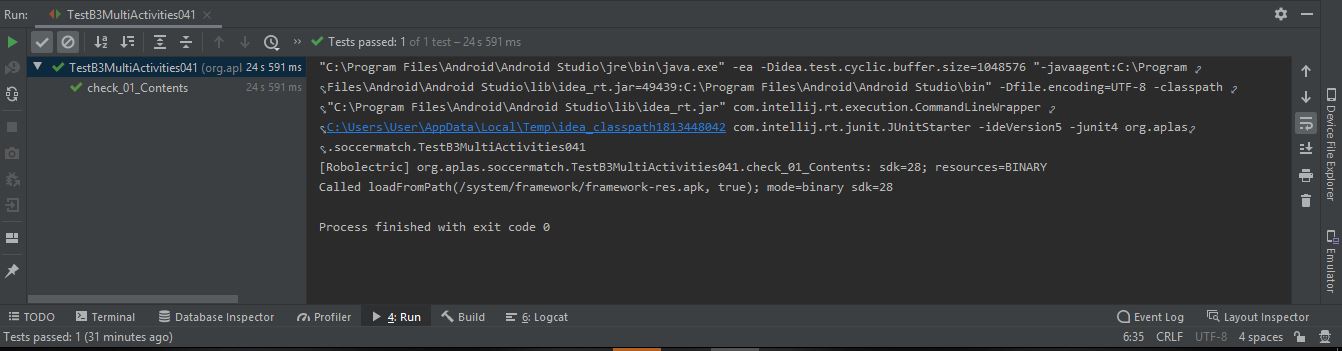 Run: TestB3MultiActivities041
Tests passed: 1 of 1 test – 24 s 591 ms
TestB3MultiActivities041 (org.apl 24 s 591 ms
check_01_Contents 24 s 591 ms
"C:\Program Files\Android\Android Studio\jre\bin\java.exe" -ea -Didea.test.cyclic.buffer.size=1048576 "-javaagent:C:\Program
Files\Android\Android Studio\lib\idea_rt.jar=49439:C:\Program Files\Android\Android Studio\bin" -Dfile.encoding=UTF-8 -classpath
"C:\Program Files\Android\Android Studio\lib\idea_rt.jar" com.intellij.rt.execution.CommandLineWrapper
C:\Users\User\AppData\Local\Temp\idea_classpath1813448042 com.intellij.rt.junit.JUnitStarter -ideVersion5 -junit4 org.aplas
.soccermatch.TestB3MultiActivities041
[Robolectric] org.aplas.soccermatch.TestB3MultiActivities041.check_01_Contents: sdk=28; resources=BINARY
Called loadFromPath(/system/framework/framework-res.apk, true); mode=binary sdk=28
Process finished with exit code 0
Device File Explorer
Emulator
TODO Terminal Database Inspector Profiler 4: Run Build 6: Logcat Event Log Layout Inspector
Tests passed: 1 (31 minutes ago) 6:35 CRLF UTF-8 4 spaces